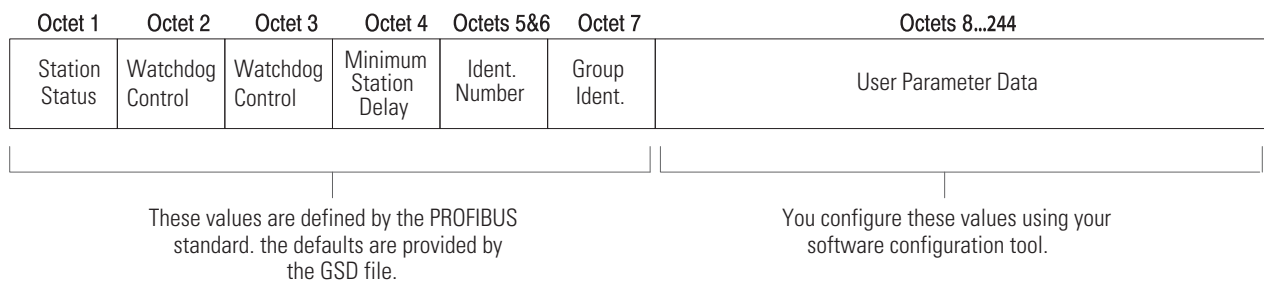 Octet 1 Octet 2 Octet 3 Octet 4 Octets 5&6 Octet 7 Octets 8...244
Station
Status
Watchdog
Control
Watchdog
Control
Minimum
Station
Delay
Ident.
Number
Group
Ident.
User Parameter Data
These values are defined by the PROFIBUS
standard. the defaults are provided by
the GSD file.
You configure these values using your
software configuration tool.